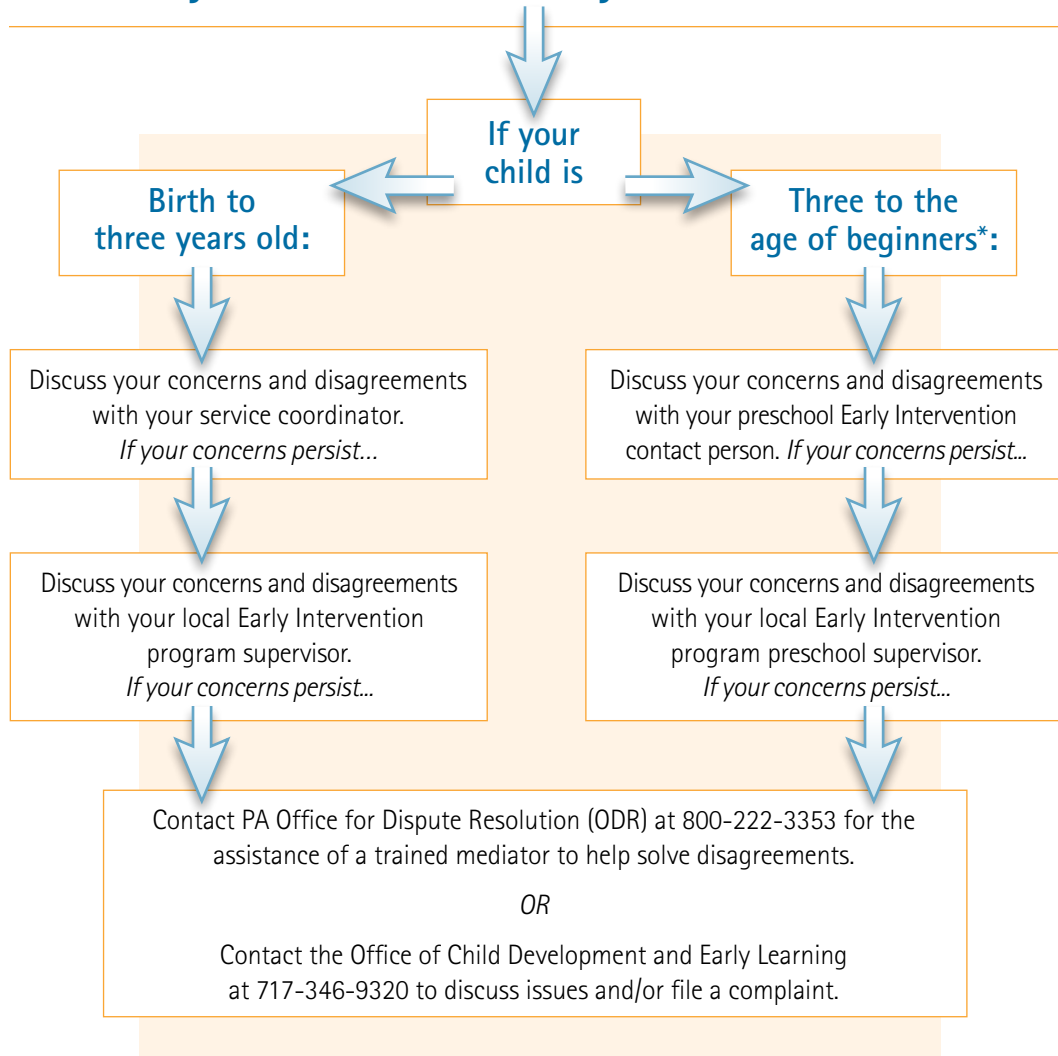 If your
child is
Birth to
three years old:
Three to the
age of beginners*:
Discuss your concerns and disagreements
with your service coordinator.
If your concerns persist...
Discuss your concerns and disagreements
with your preschool Early Intervention
contact person. If your concerns persist...
Discuss your concerns and disagreements
with your local Early Intervention
program supervisor.
If your concerns persist...
Discuss your concerns and disagreements
with your local Early Intervention
program preschool supervisor.
If your concerns persist...
Contact PA Office for Dispute Resolution (ODR) at 800-222-3353 for the
assistance of a trained mediator to help solve disagreements.
OR
Contact the Office of Child Development and Early Learning
at 717-346-9320 to discuss issues and/or file a complaint.